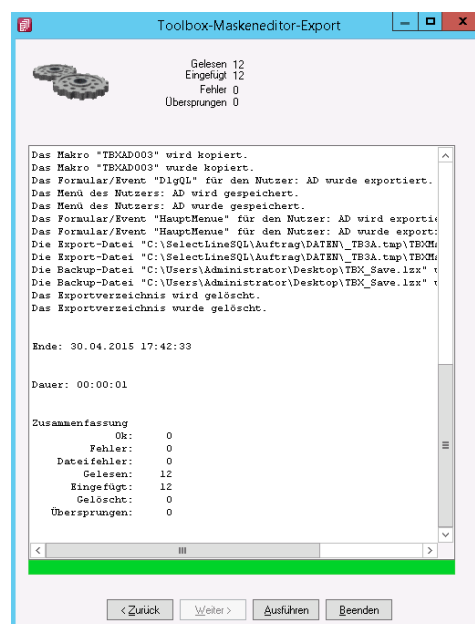 Toolbox-Maskeneditor-Export
Gelesen 12
Eingefügt 12
Fehler 0
Übersprungen 0
Das Makro "TBXAD003" wird kopiert.
Das Makro "TBXAD003" wurde kopiert.
Das Formular/Event "DlgQL" für den Nutzer: AD wurde exportiert.
Das Menü des Nutzers: AD wird gespeichert.
Das Menü des Nutzers: AD wurde gespeichert.
Das Formular/Event "HauptMenue" für den Nutzer: AD wird exportie
Das Formular/Event "HauptMenue" für den Nutzer: AD wurde exporti
Die Export-Datei "C:\SelectLineSQL\Auftrag\DATEN\_TB3A.tmp\TBXMa
Die Export-Datei "C:\SelectLineSQL\Auftrag\DATEN\_TB3A.tmp\TBXMa
Die Backup-Datei "C:\Users\Administrator\Desktop\TBX_Save.lzx" w
Die Backup-Datei "C:\Users\Administrator\Desktop\TBX_Save.lzx" w
Das Exportverzeichnis wird gelöscht.
Das Exportverzeichnis wurde gelöscht.
Ende: 30.04.2015 17:42:33
Dauer: 00:00:01
Zusammenfassung
Ok: 0
Fehler: 0
Dateifehler: 0
Gelesen: 12
Eingefügt: 12
Gelöscht: 0
Übersprungen: 0
< Zurück Weiter > Ausführen Beenden